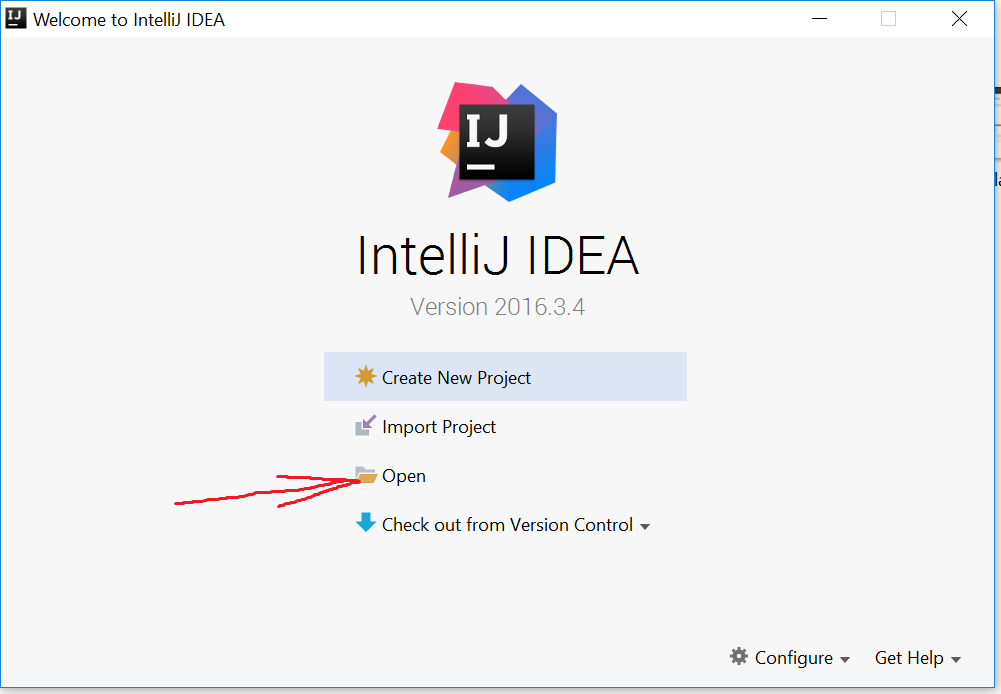 IJ Welcome to IntelliJ IDEA
IJ
IntelliJ IDEA
Version 2016.3.4
Create New Project
Import Project
Open
Check out from Version Control
Configure Get Help